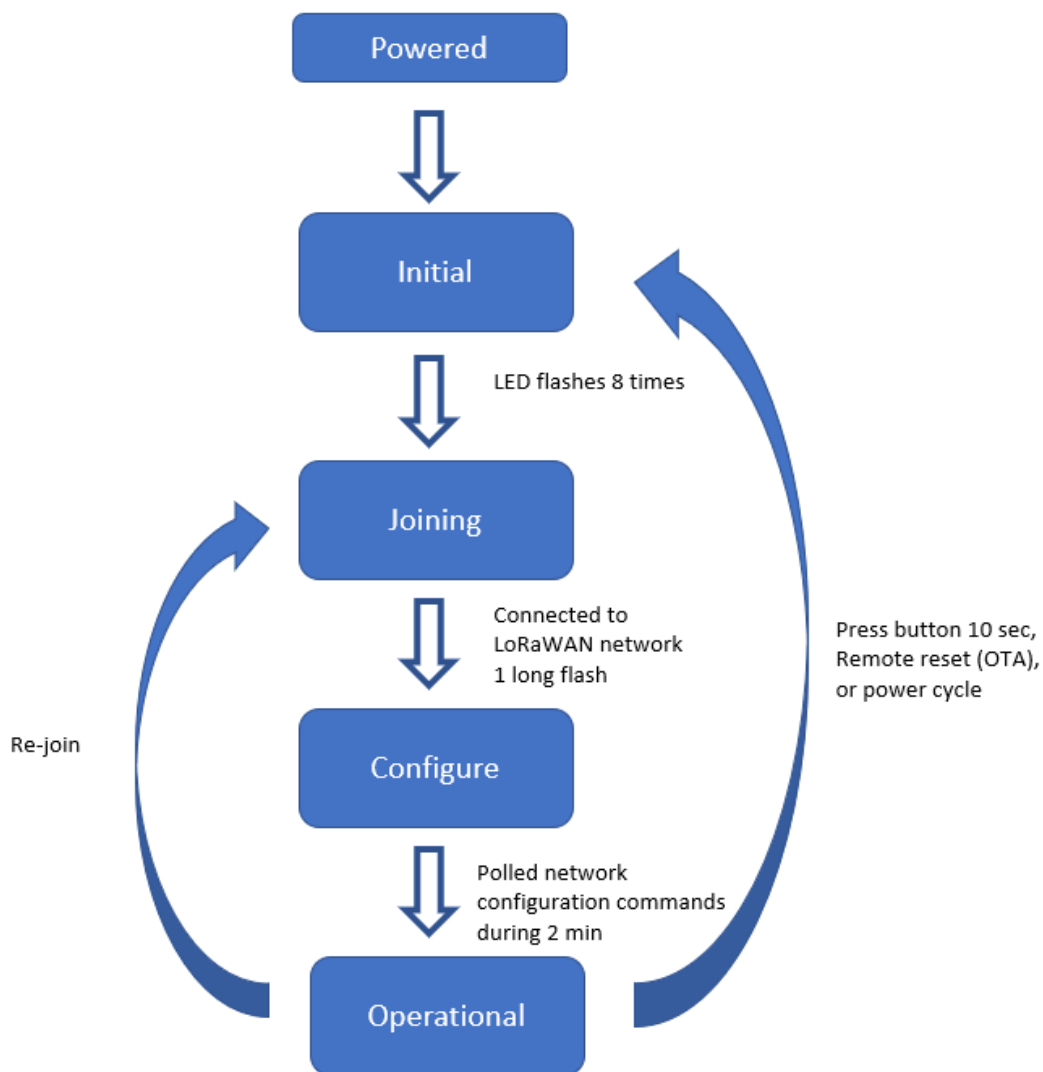 Powered
Initial
LED flashes 8 times
Joining
Connected to
LoRaWAN network
1 long flash
Press button 10 sec,
Remote reset (OTA),
or power cycle
Re-join
Configure
Polled network
configuration commands
during 2 min
Operational